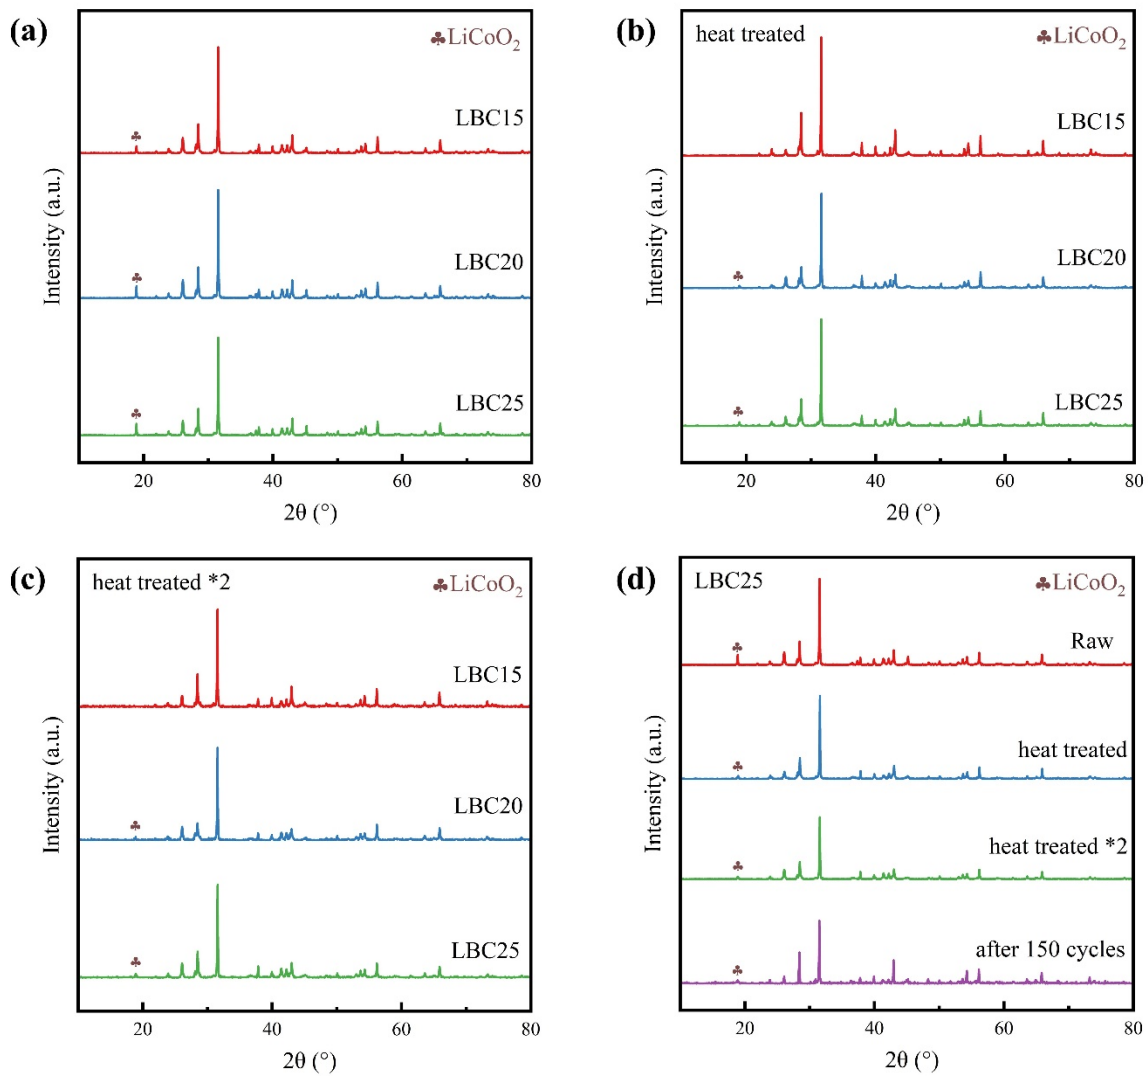 (a)
♣LiCoO₂
LBC15
♣
LBC20
♣
LBC25
♣
Intensity (a.u.)
20 40 60 80
2θ (°)
(b)
heat treated
♣LiCoO₂
LBC15
LBC20
♣
LBC25
♣
Intensity (a.u.)
20 40 60 80
2θ (°)
(c)
heat treated *2
♣LiCoO₂
LBC15
LBC20
♣
LBC25
♣
Intensity (a.u.)
20 40 60 80
2θ (°)
(d)
LBC25
♣LiCoO₂
Raw
♣
heat treated
♣
heat treated *2
♣
after 150 cycles
♣
Intensity (a.u.)
20 40 60 80
2θ (°)